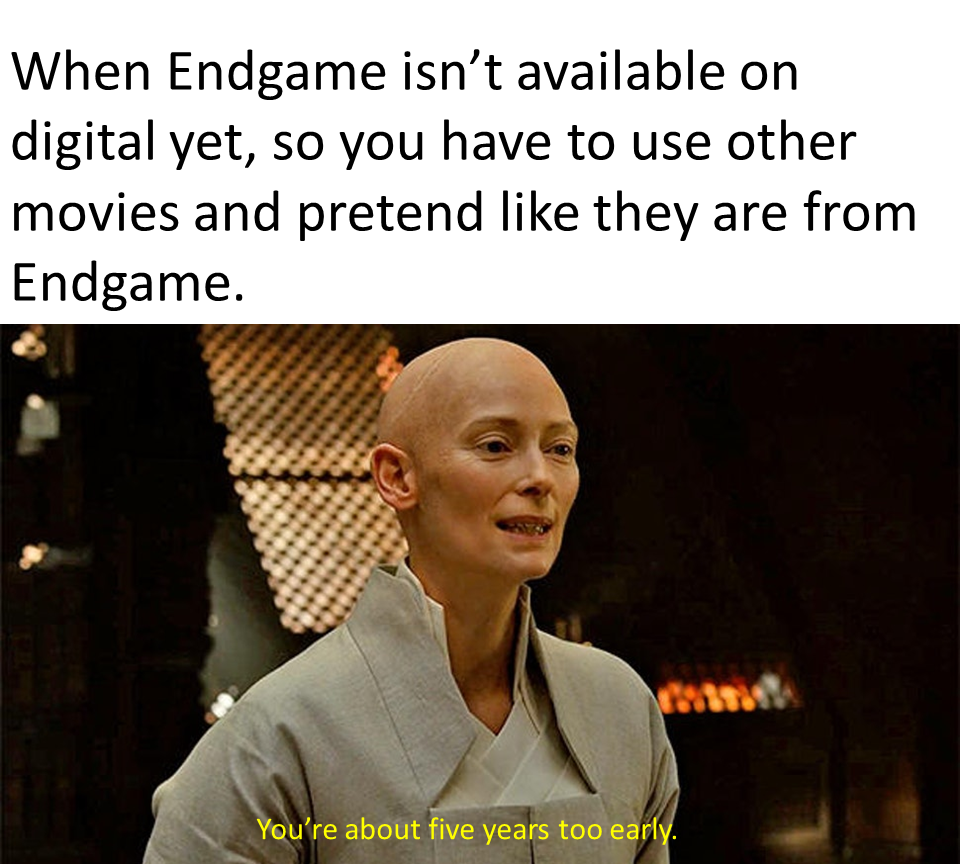 When Endgame isn’t available on
digital yet, so you have to use other
movies and pretend like they are from
Endgame.
You’re about five years too early.